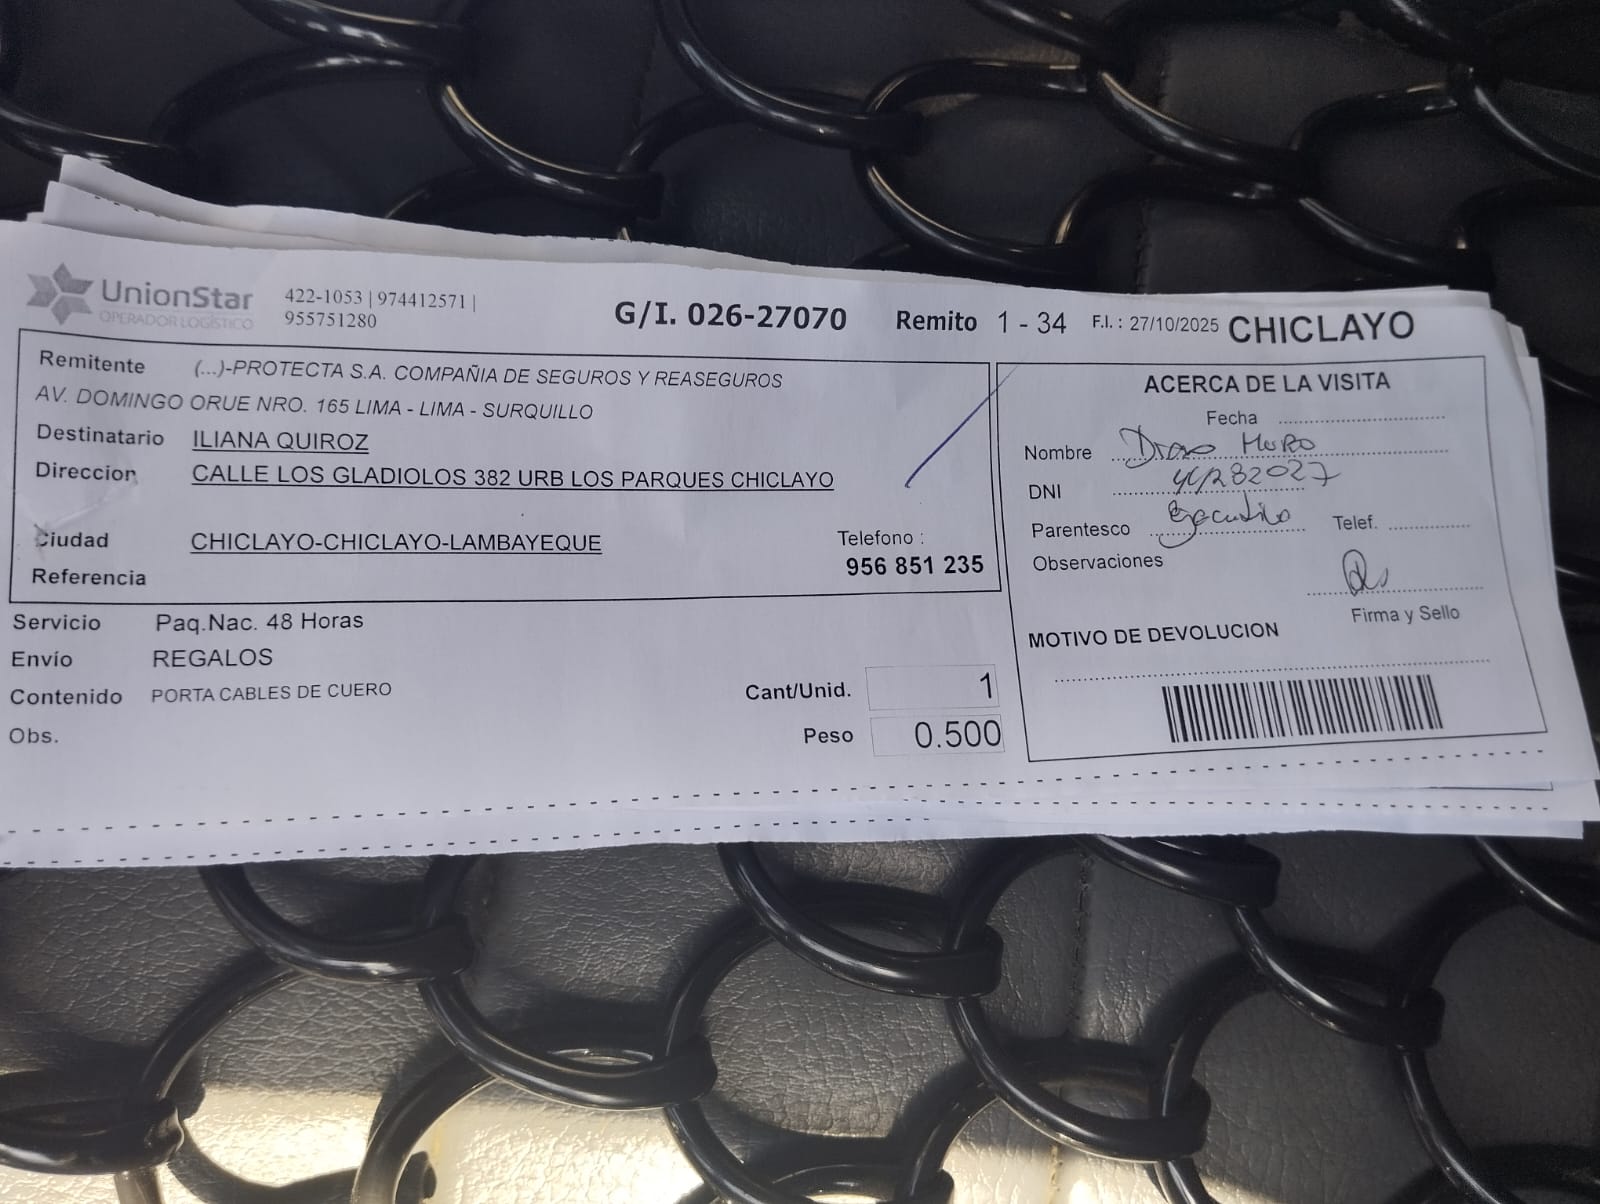 UnionStar
OPERADOR LOGÍSTICO
422-1053 | 974412571 |
955751280
G/I. 026-27070
Remito 1 - 34
F.I. : 27/10/2025
CHICLAYO
Remitente (...)-PROTECTA S.A. COMPAÑIA DE SEGUROS Y REASEGUROS
AV. DOMINGO ORUE NRO. 165 LIMA - LIMA - SURQUILLO
Destinatario ILIANA QUIROZ
Direccion CALLE LOS GLADIOLOS 382 URB LOS PARQUES CHICLAYO
Ciudad CHICLAYO-CHICLAYO-LAMBAYEQUE
Telefono :
956 851 235
Referencia
Servicio Paq.Nac. 48 Horas
Envío REGALOS
Contenido PORTA CABLES DE CUERO
Obs.
Cant/Unid. 1
Peso 0.500
ACERCA DE LA VISITA
Fecha
Nombre
DNI
Parentesco Ejecutivo Telef.
Observaciones
Firma y Sello
MOTIVO DE DEVOLUCION